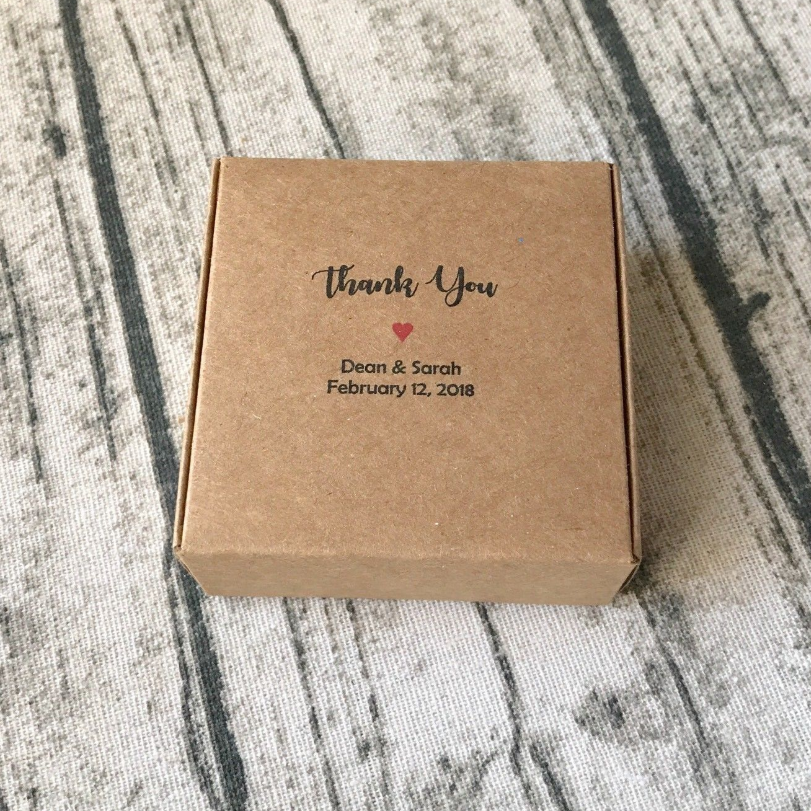 Thank You
Dean & Sarah
February 12, 2018